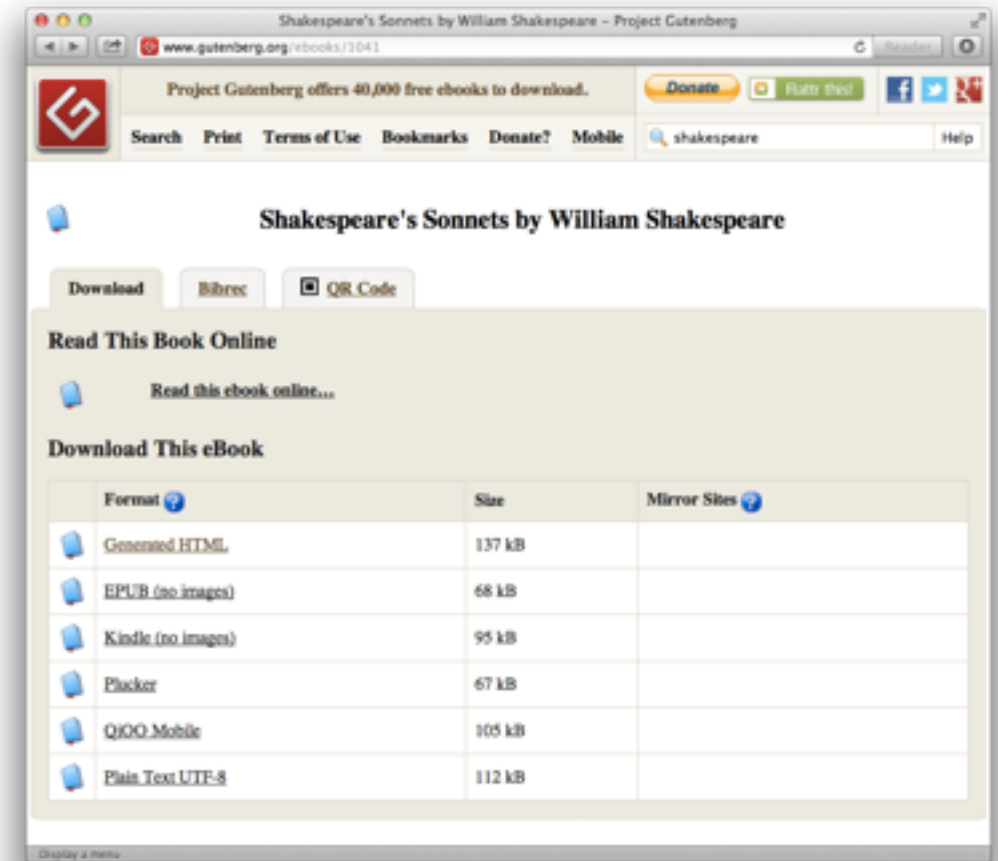 Shakespeare's Sonnets by William Shakespeare – Project Gutenberg
www.gutenberg.org/ebooks/1041 Reader
Project Gutenberg offers 40,000 free ebooks to download. Donate Flattr this!
Search Print Terms of Use Bookmarks Donate? Mobile shakespeare Help
Shakespeare's Sonnets by William Shakespeare
Download Bibrec QR Code
Read This Book Online
Read this ebook online...
Download This eBook
Format Size Mirror Sites
Generated HTML 137 kB
EPUB (no images) 68 kB
Kindle (no images) 95 kB
Plucker 67 kB
QiOO Mobile 105 kB
Plain Text UTF-8 112 kB
Display a menu